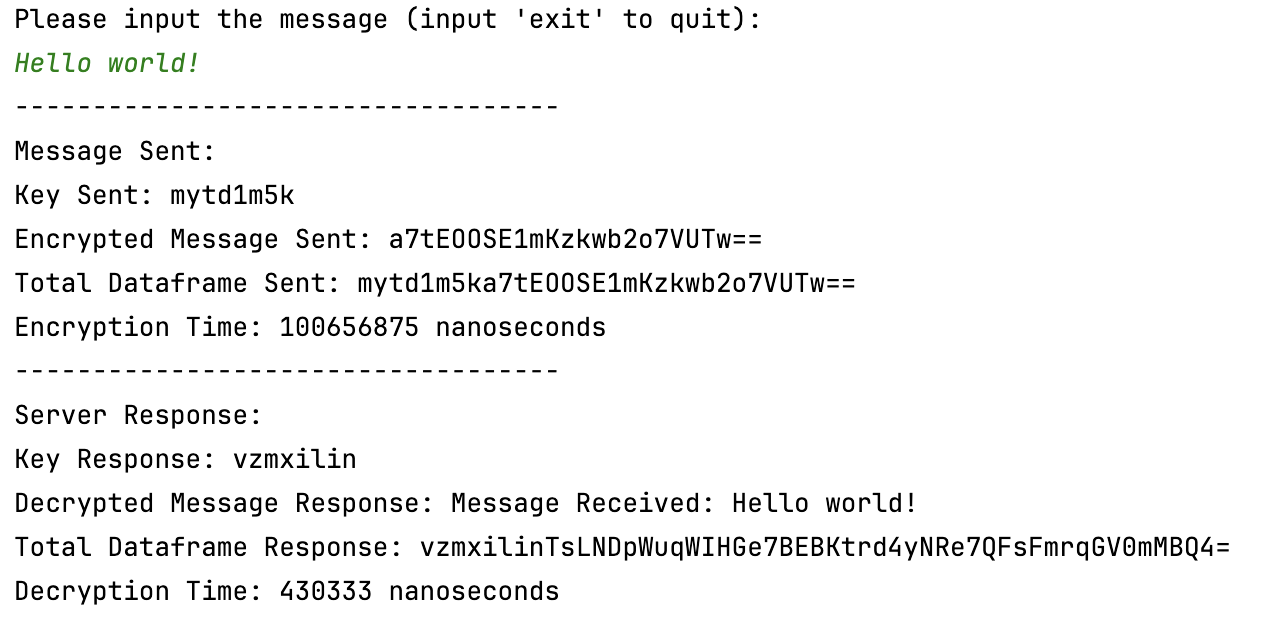 Please input the message (input 'exit' to quit):
Hello world!
-----------------------------------
Message Sent:
Key Sent: mytd1m5k
Encrypted Message Sent: a7tEOOSE1mKzkwb2o7VUTw==
Total Dataframe Sent: mytd1m5ka7tEOOSE1mKzkwb2o7VUTw==
Encryption Time: 100656875 nanoseconds
-----------------------------------
Server Response:
Key Response: vzmxilin
Decrypted Message Response: Message Received: Hello world!
Total Dataframe Response: vzmxilinTsLNDpWuqWIHGe7BEBKtrd4yNRe7QFsFmrqGV0mMBQ4=
Decryption Time: 430333 nanoseconds